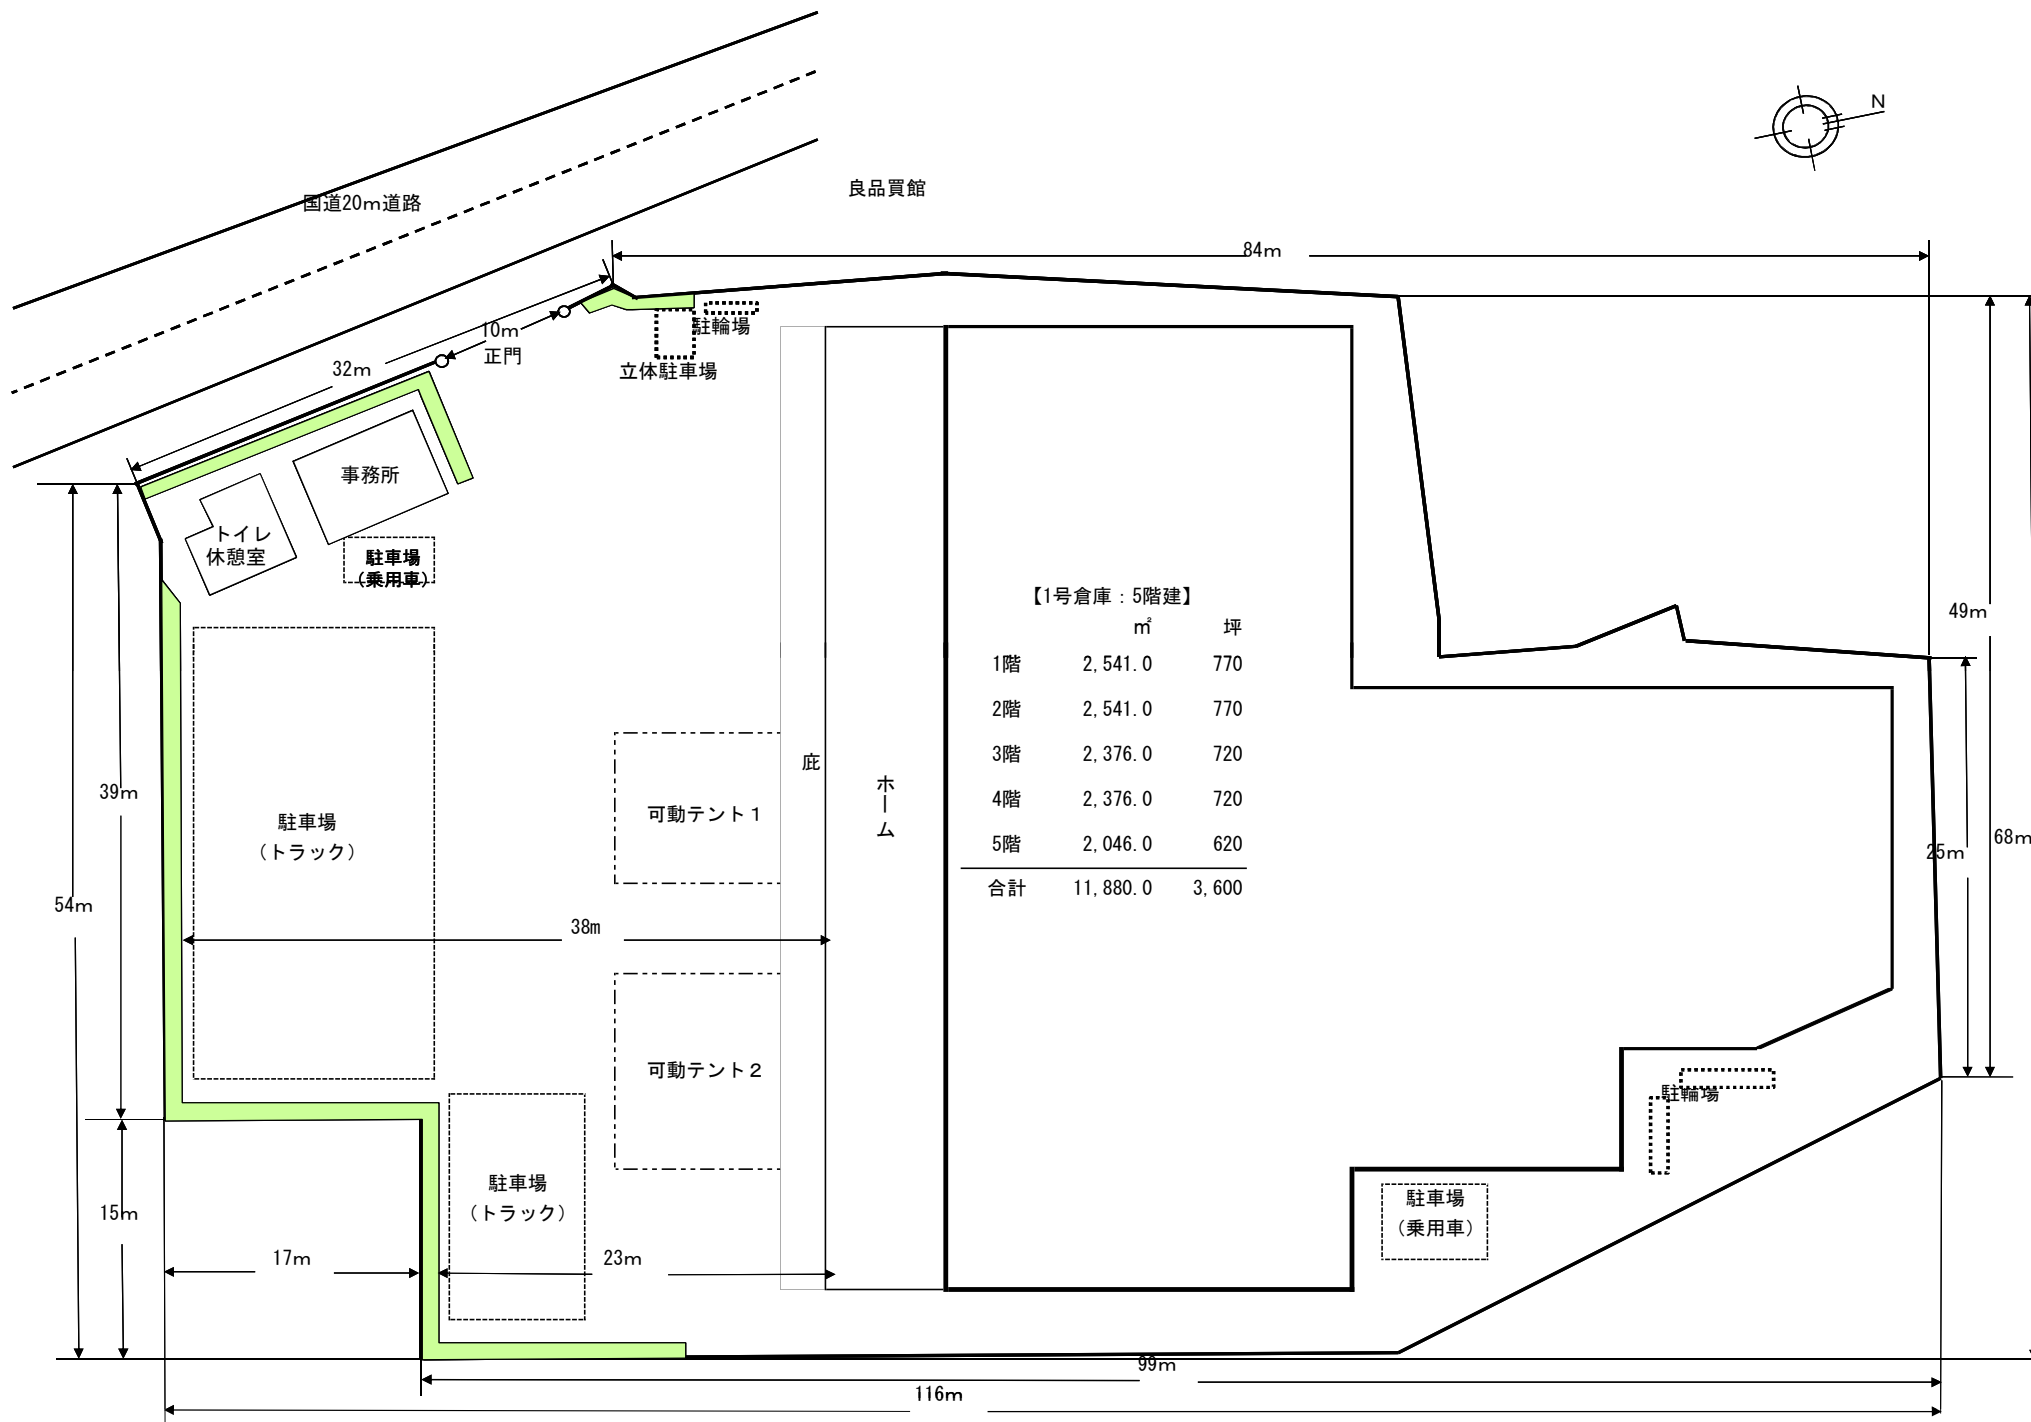 N
良品買館
国道20m道路
84m
10m
正門
駐輪場
32m
立体駐車場
事務所
トイレ
休憩室
駐車場
（乗用車）
【1号倉庫：5階建】
㎡ 坪
1階 2,541.0 770
2階 2,541.0 770
3階 2,376.0 720
4階 2,376.0 720
5階 2,046.0 620
合計 11,880.0 3,600
49m
68m
25m
庇
ホーム
39m
駐車場
（トラック）
可動テント1
54m
38m
可動テント2
駐輪場
駐車場
（トラック）
駐車場
（乗用車）
15m
17m
23m
99m
116m